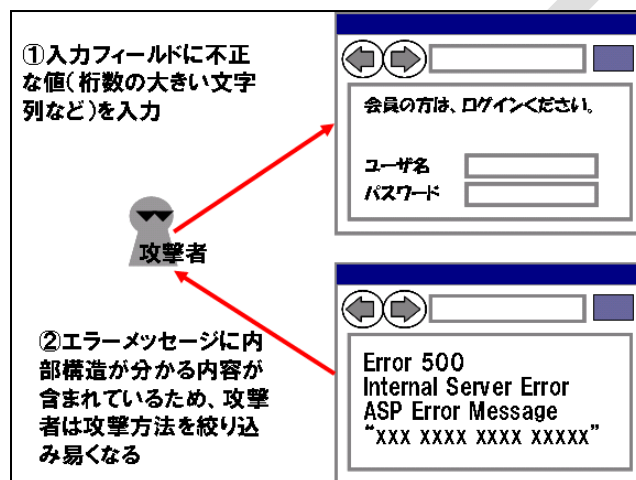 ①入力フィールドに不正
な値(桁数の大きい文字
列など)を入力
会員の方は、ログインください。
ユーザ名
パスワード
攻撃者
②エラーメッセージに内
部構造が分かる内容が
含まれているため、攻撃
者は攻撃方法を絞り込
み易くなる
Error 500
Internal Server Error
ASP Error Message
“xxx xxxx xxxx xxxxx”